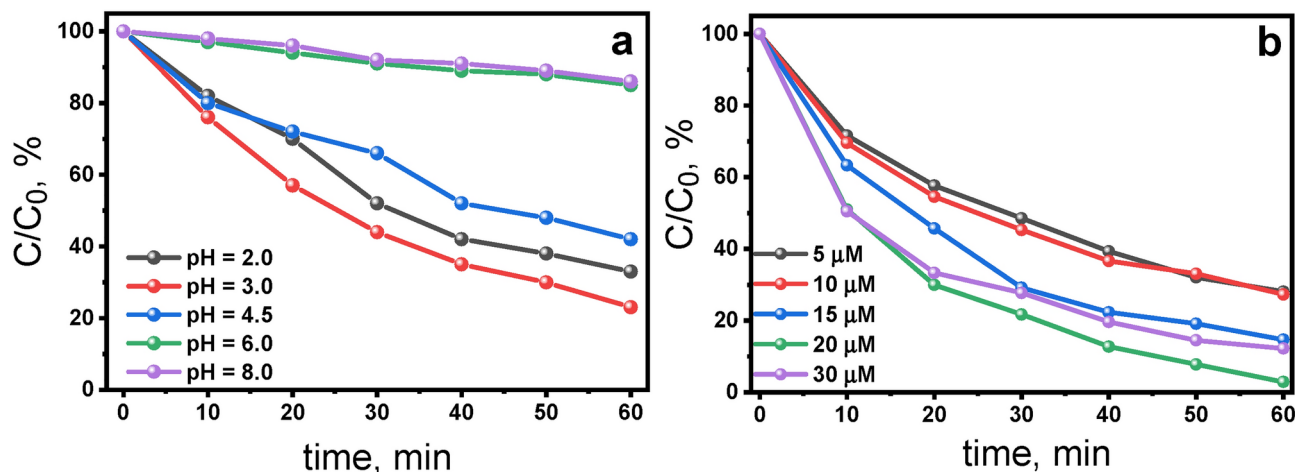 a
C/C₀, %
100
80
60
40
20
0
pH = 2.0
pH = 3.0
pH = 4.5
pH = 6.0
pH = 8.0
0 10 20 30 40 50 60
time, min
b
C/C₀, %
100
80
60
40
20
0
5 μM
10 μM
15 μM
20 μM
30 μM
0 10 20 30 40 50 60
time, min